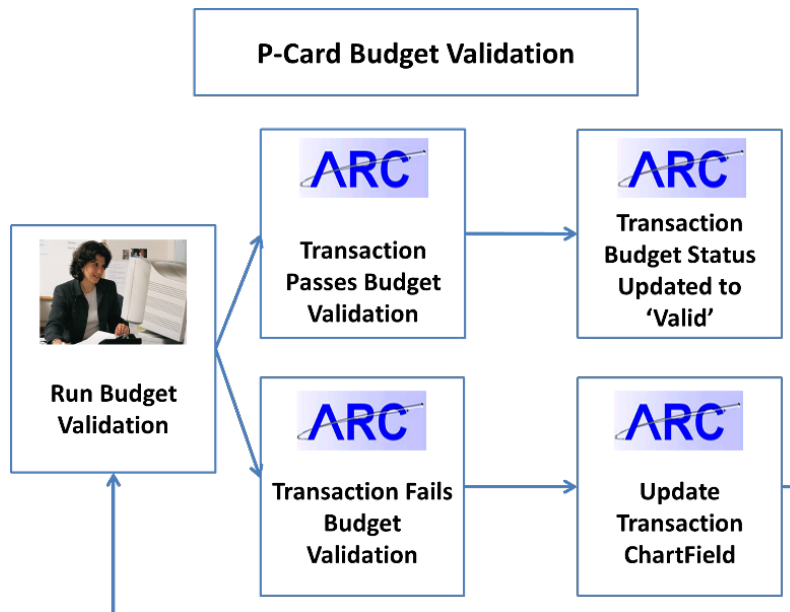 P-Card Budget Validation
ARC
Transaction
Passes Budget
Validation
ARC
Transaction
Budget Status
Updated to
‘Valid’
Run Budget
Validation
ARC
Transaction Fails
Budget
Validation
ARC
Update
Transaction
ChartField